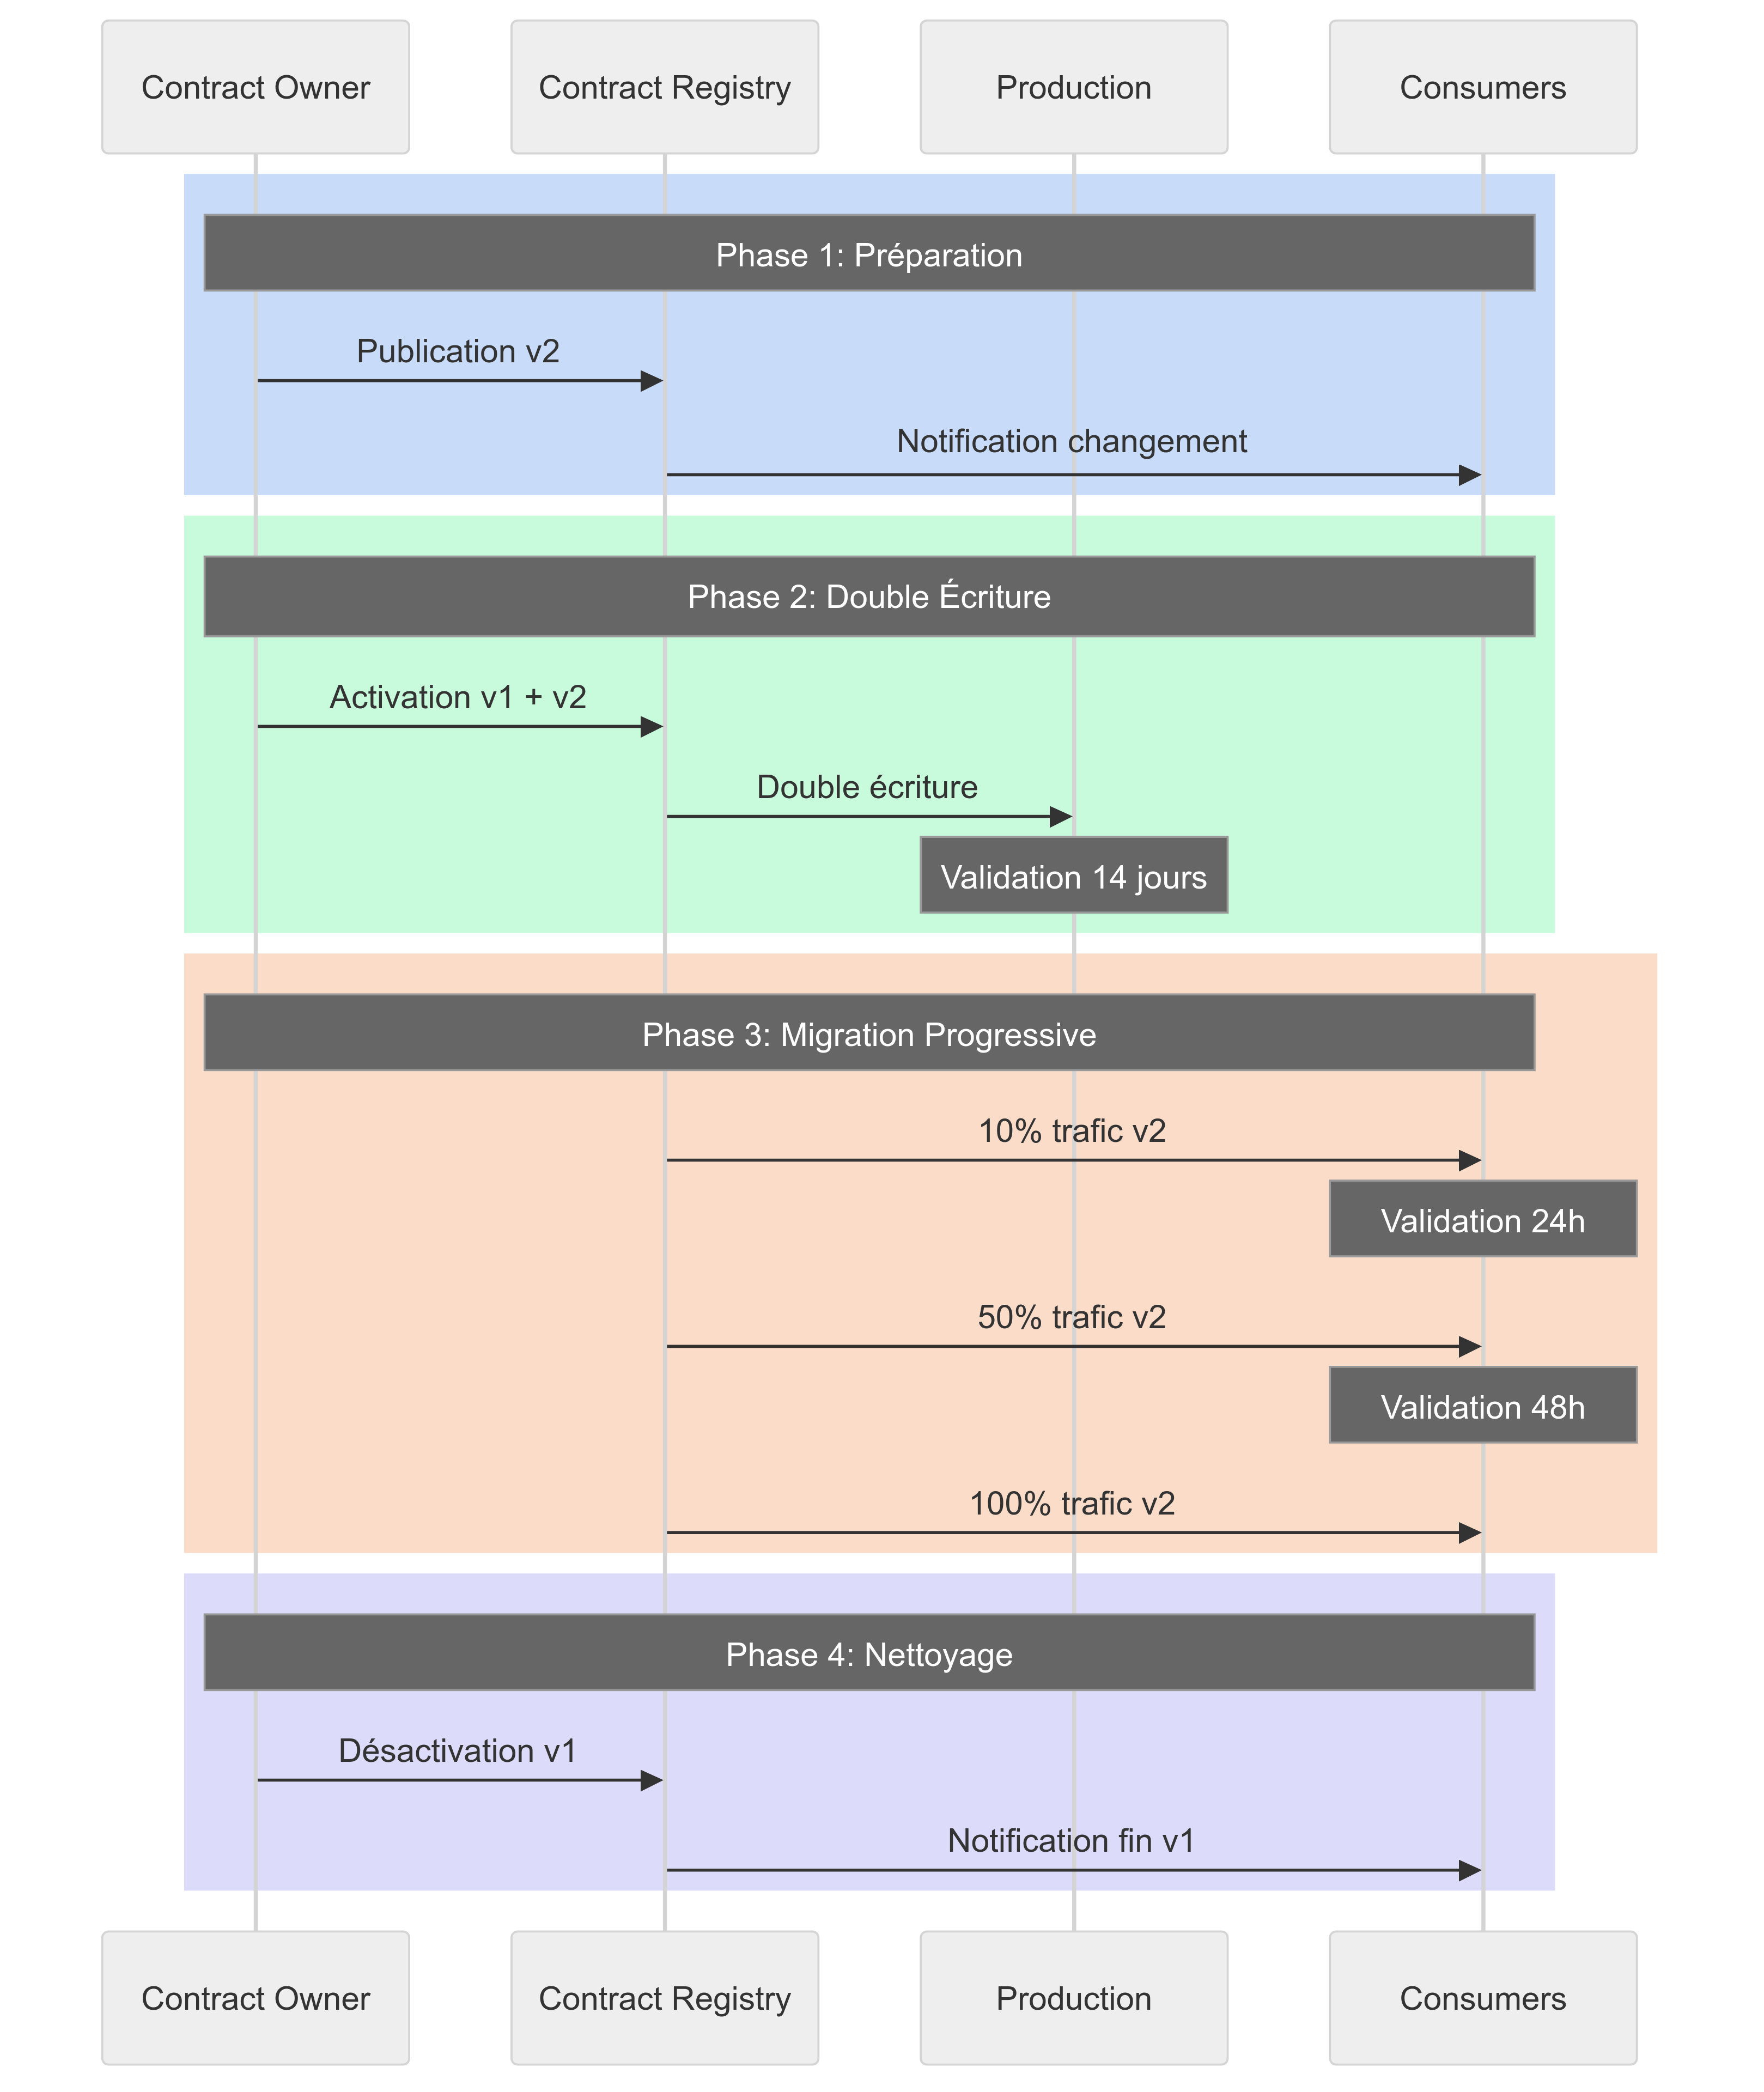 Contract Owner
Contract Registry
Production
Consumers
Phase 1: Préparation
Publication v2
Notification changement
Phase 2: Double Écriture
Activation v1 + v2
Double écriture
Validation 14 jours
Phase 3: Migration Progressive
10% trafic v2
Validation 24h
50% trafic v2
Validation 48h
100% trafic v2
Phase 4: Nettoyage
Désactivation v1
Notification fin v1
Contract Owner
Contract Registry
Production
Consumers